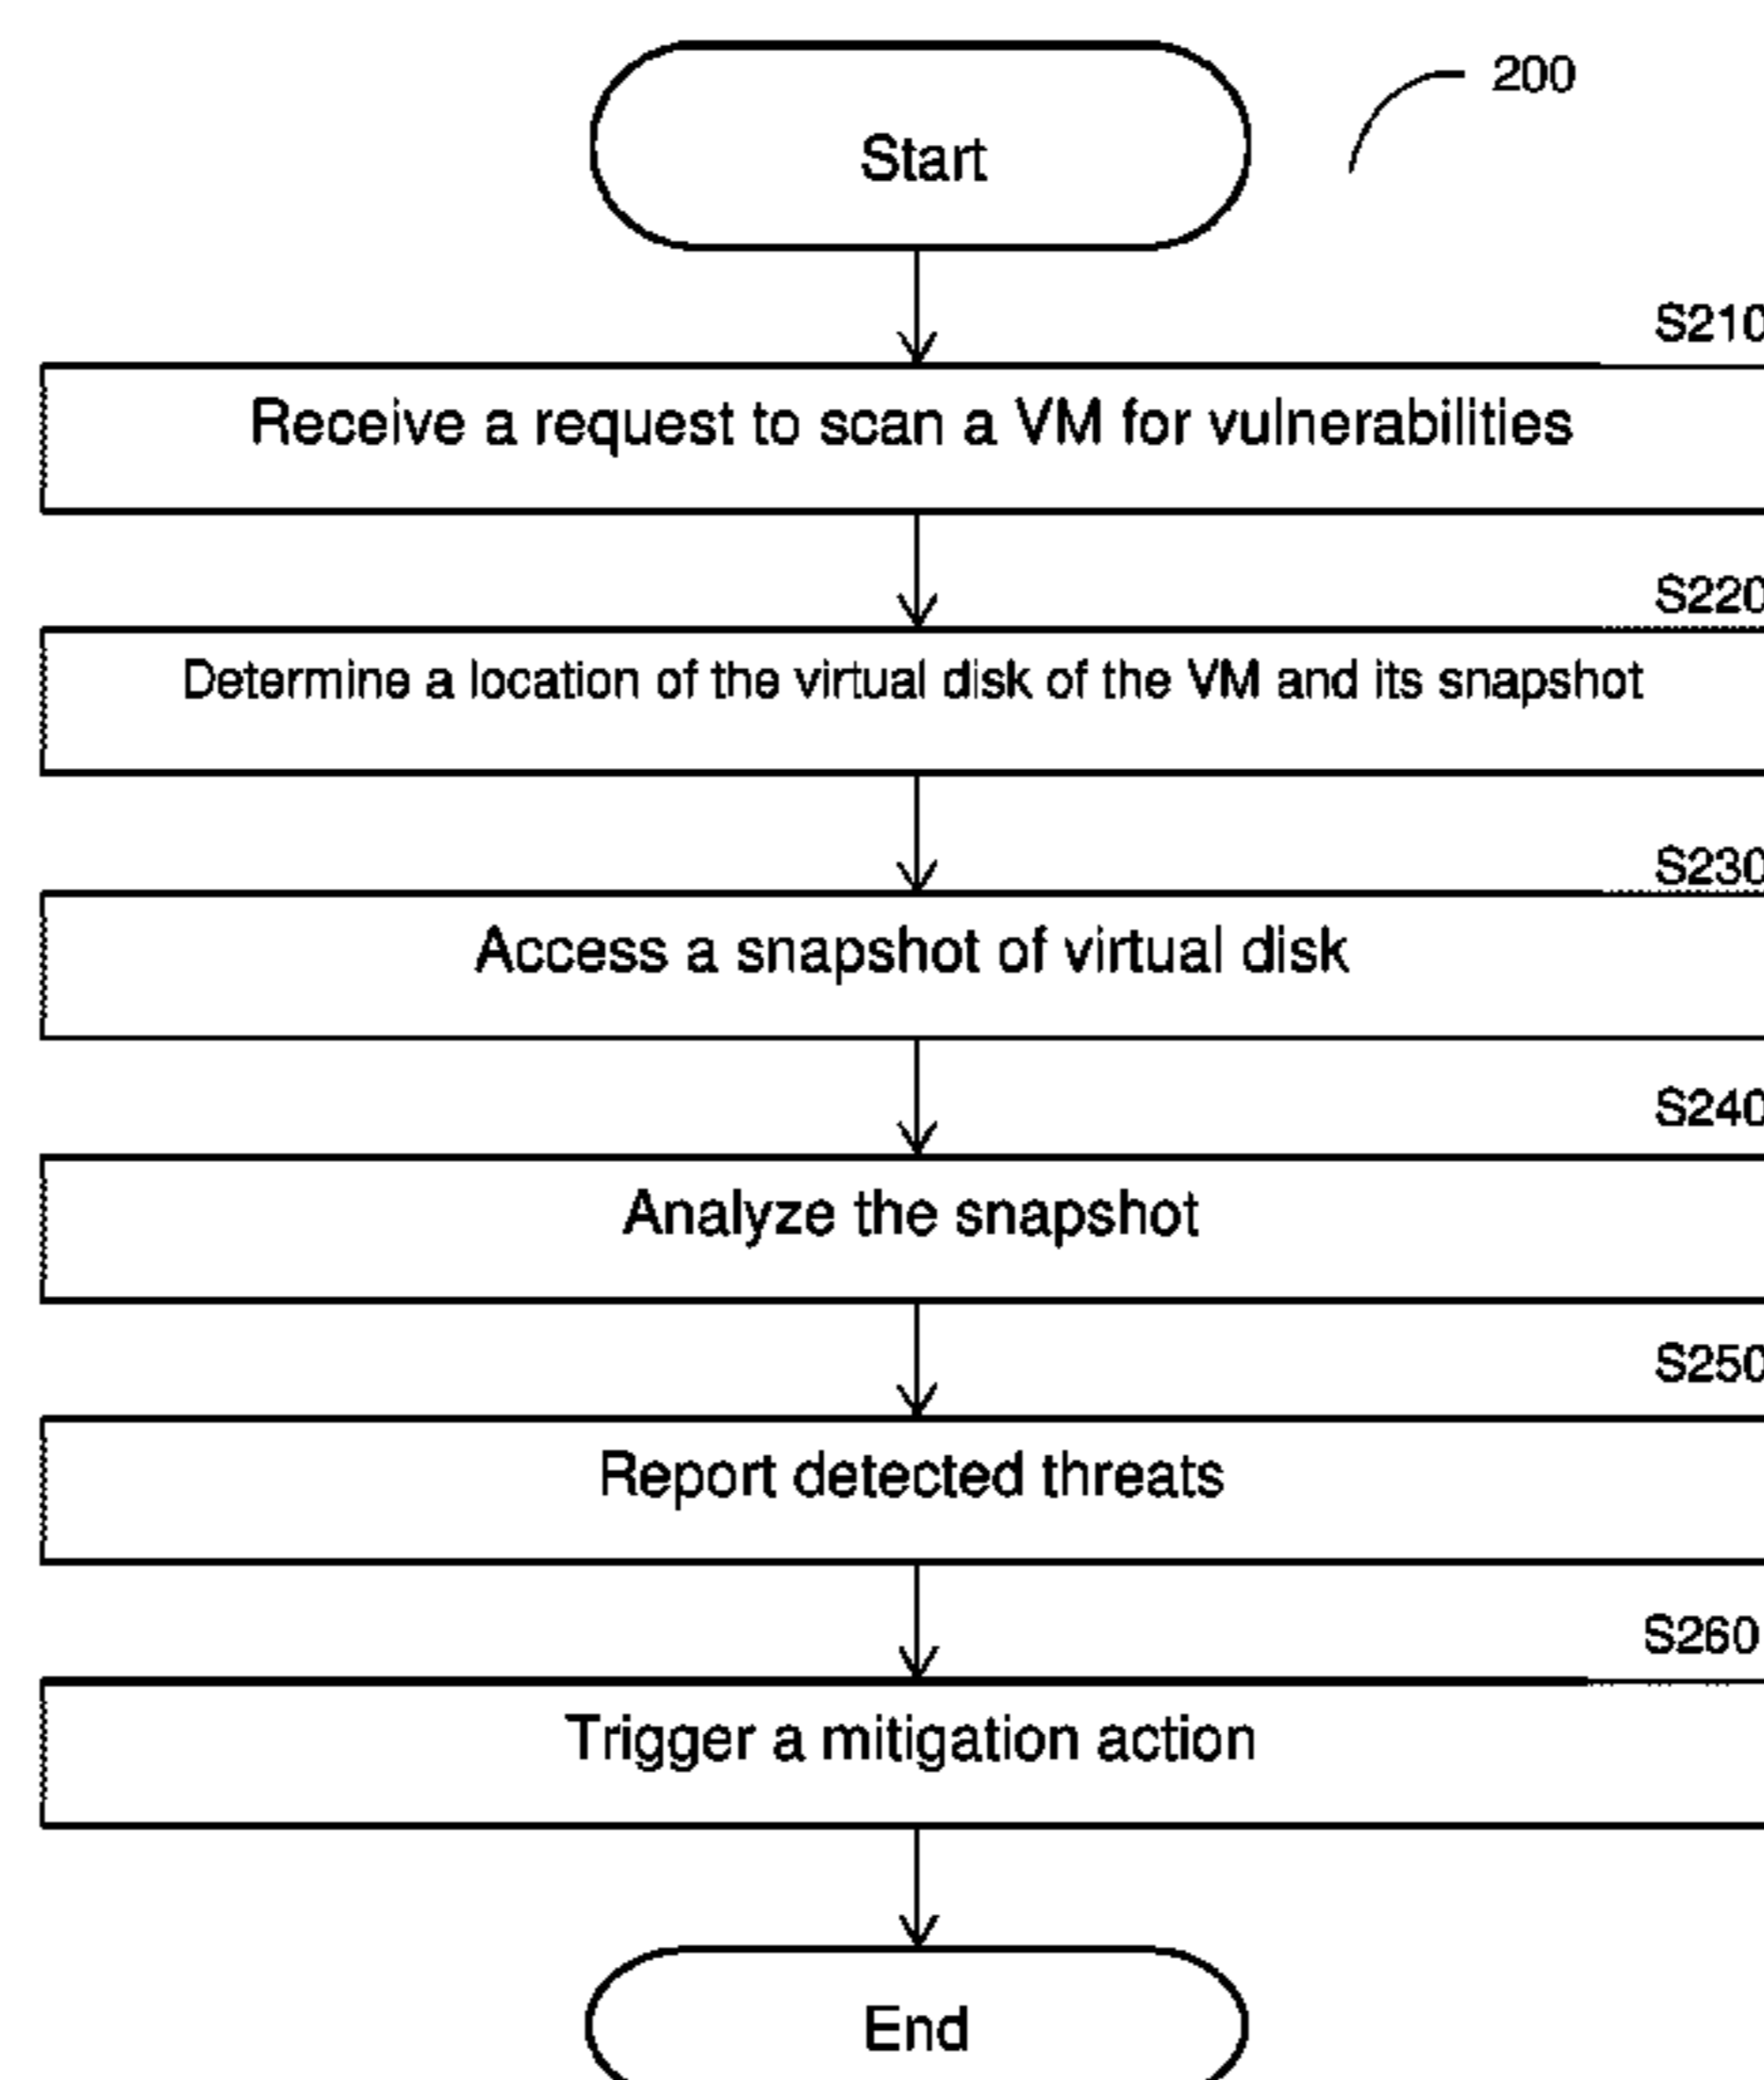 200
Start
S210
Receive a request to scan a VM for vulnerabilities
S220
Determine a location of the virtual disk of the VM and its snapshot
S230
Access a snapshot of virtual disk
S240
Analyze the snapshot
S250
Report detected threats
S260
Trigger a mitigation action
End